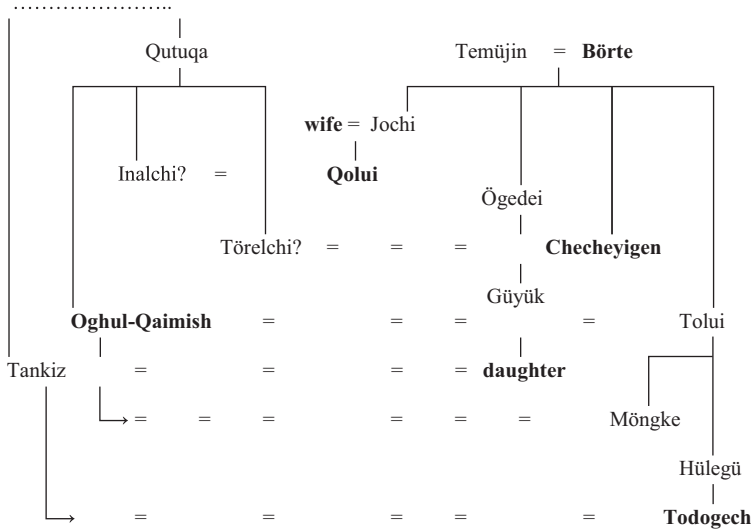 ……………………..
Qutuqa Temüjin = Börte
wife = Jochi
Inalchi? = Qolui
Ögedei
Törelchi? = = = Checheyigen
Güyük
Oghul-Qaimish = = = = Tolui
Tankiz = = = = daughter
= = = = = = Möngke
Hülegü
= = = = = Todogech